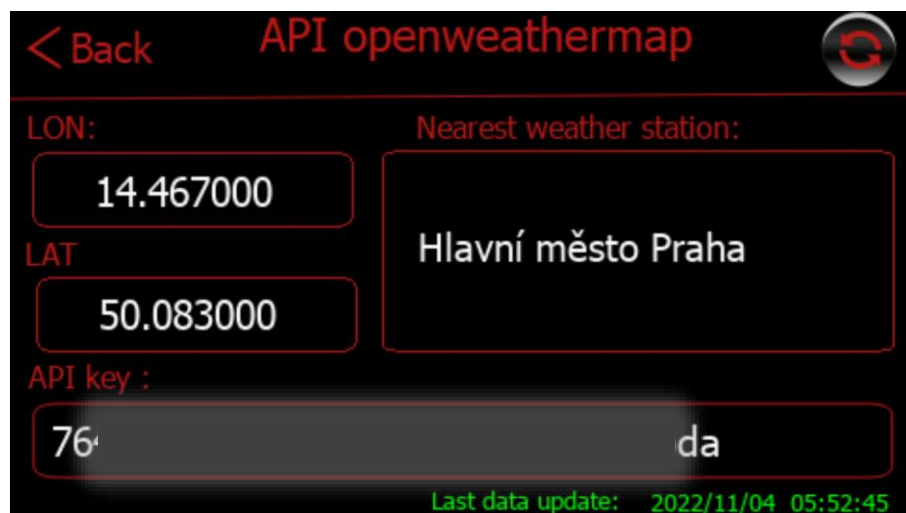 < Back
API openweathermap
LON:
14.467000
LAT
50.083000
Nearest weather station:
Hlavní město Praha
API key :
76 da
Last data update: 2022/11/04 05:52:45